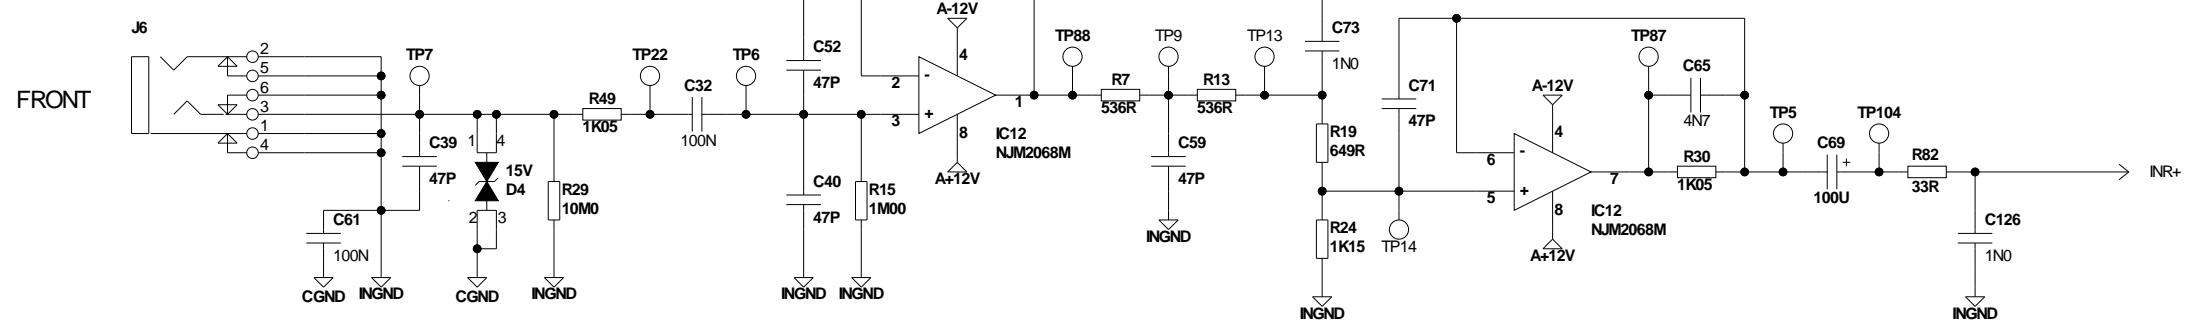 FRONT
J6
2
5
6
3
1
4
TP7
C39
47P
C61
100N
CGND
INGND
1
4
15V
D4
2
3
CGND
R29
10M0
INGND
R49
1K05
TP22
C32
100N
TP6
C52
47P
C40
47P
INGND
R15
1M00
INGND
A-12V
4
2
-
3
+
1
8
IC12
NJM2068M
A+12V
TP88
R7
536R
TP9
C59
47P
INGND
R13
536R
TP13
C73
1N0
R19
649R
R24
1K15
INGND
C71
47P
TP14
A-12V
4
6
-
5
+
7
8
IC12
NJM2068M
A+12V
TP87
C65
4N7
R30
1K05
TP5
C69
+
100U
TP104
R82
33R
C126
1N0
INGND
INR+